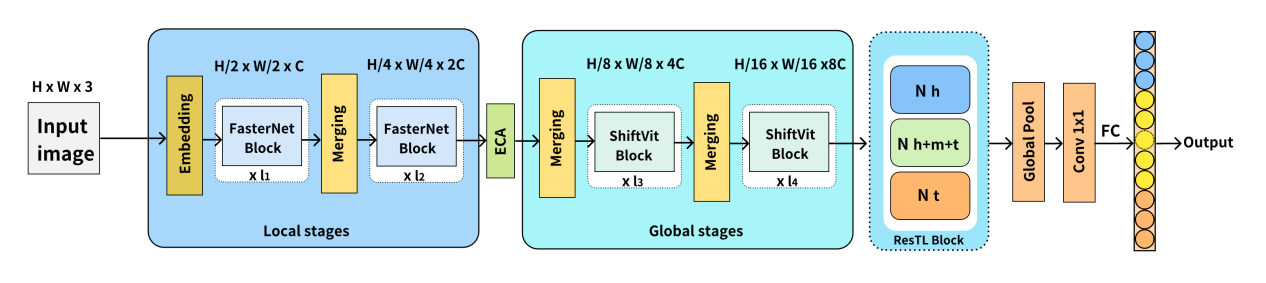 H x W x 3
Input
image
Embedding
H/2 x W/2 x C
FasterNet
Block
x l1
Merging
H/4 x W/4 x 2C
FasterNet
Block
x l2
Local stages
ECA
Merging
H/8 x W/8 x 4C
ShiftVit
Block
x l3
Merging
H/16 x W/16 x8C
ShiftVit
Block
x l4
Global stages
N h
N h+m+t
N t
ResTL Block
Global Pool
Conv 1x1
FC
Output